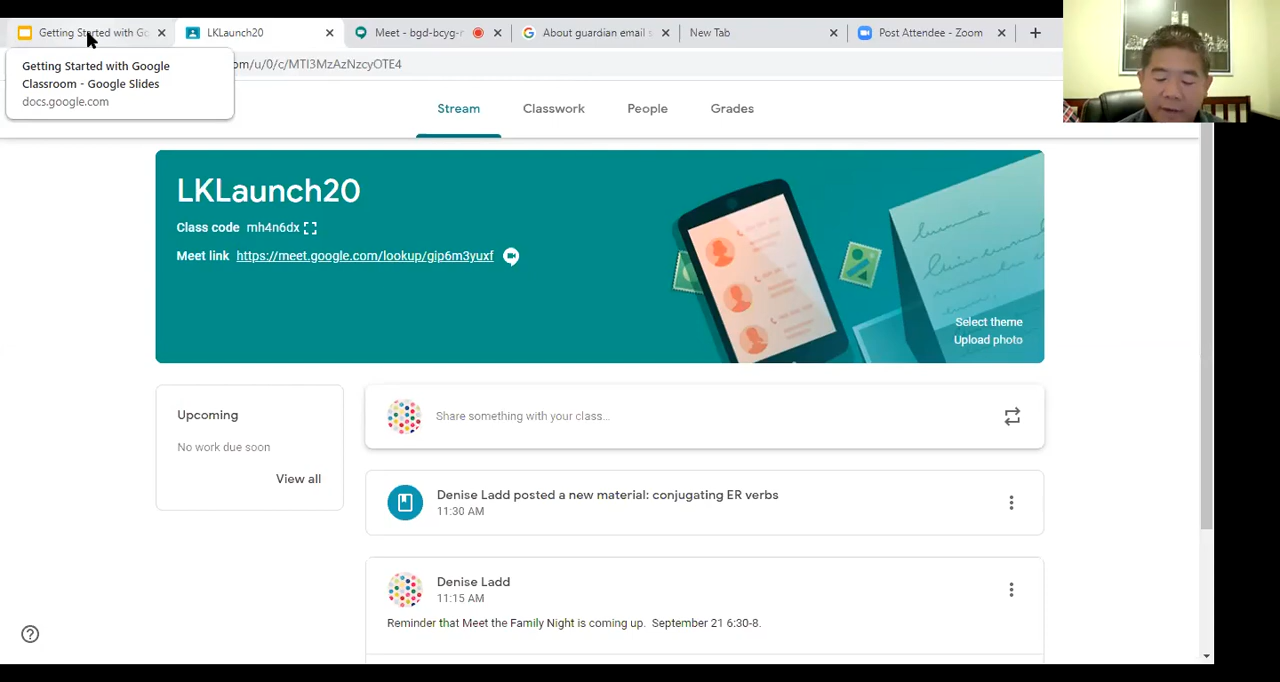 Getting Started with Go
LKLaunch20
Meet - bgd-bcyg-r
About guardian email s
New Tab
Post Attendee - Zoom
Getting Started with Google
Classroom - Google Slides
docs.google.com
om/u/0/c/MTI3MzAzNzcyOTE4
Stream
Classwork
People
Grades
LKLaunch20
Class code mh4n6dx
Meet link https://meet.google.com/lookup/gip6m3yuxf
Select theme
Upload photo
Upcoming
No work due soon
View all
Share something with your class...
Denise Ladd posted a new material: conjugating ER verbs
11:30 AM
Denise Ladd
11:15 AM
Reminder that Meet the Family Night is coming up. September 21 6:30-8.